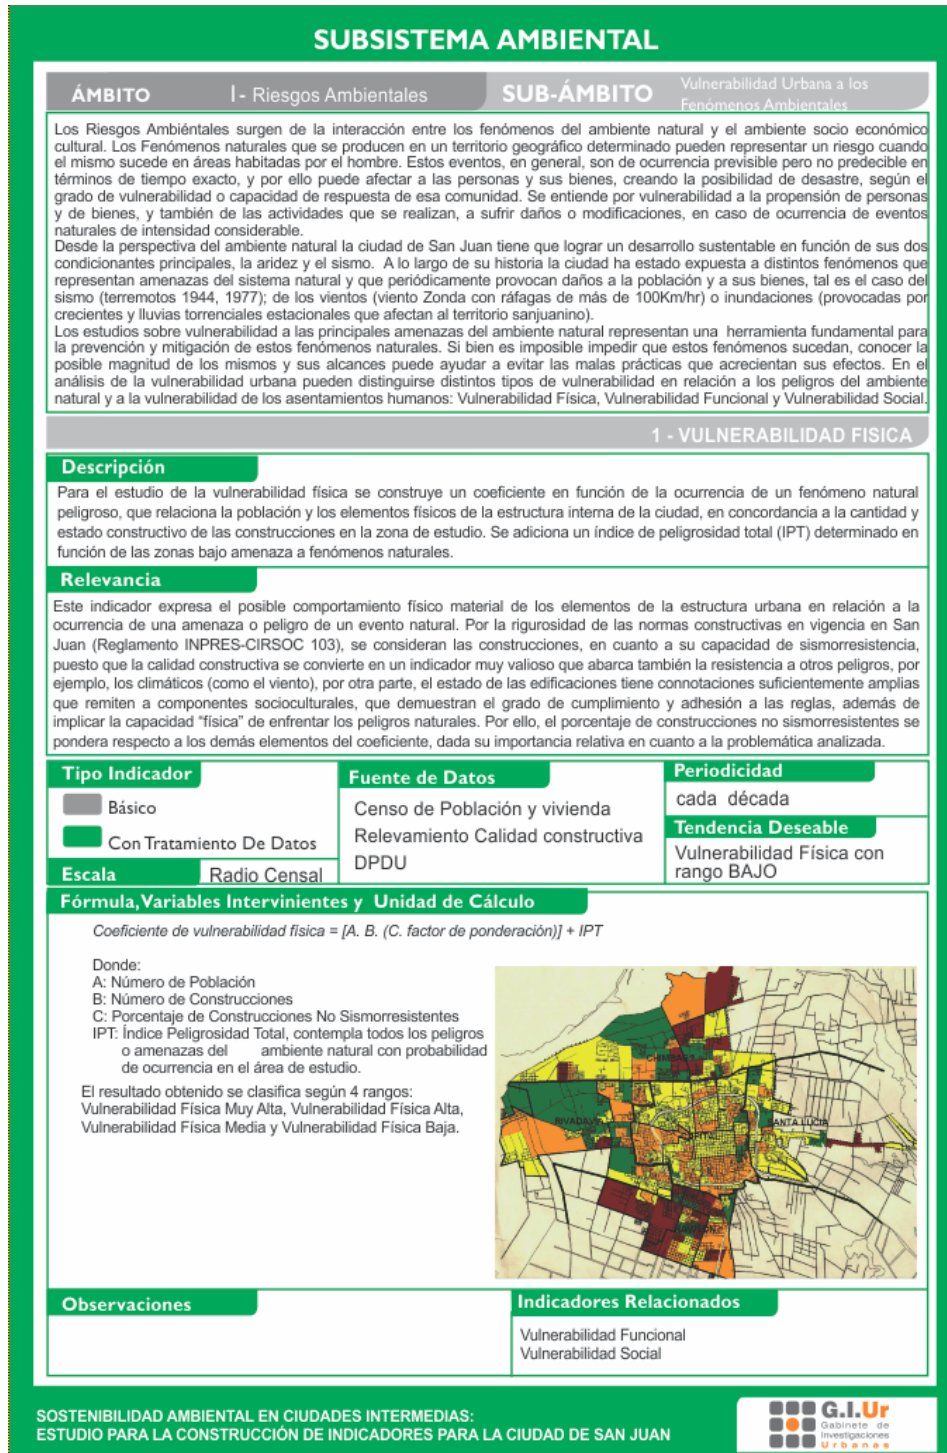 SUBSISTEMA AMBIENTAL
ÁMBITO I - Riesgos Ambientales SUB-ÁMBITO Vulnerabilidad Urbana a los
Fenómenos Ambientales
Los Riesgos Ambiéntales surgen de la interacción entre los fenómenos del ambiente natural y el ambiente socio económico
cultural. Los Fenómenos naturales que se producen en un territorio geográfico determinado pueden representar un riesgo cuando
el mismo sucede en áreas habitadas por el hombre. Estos eventos, en general, son de ocurrencia previsible pero no predecible en
términos de tiempo exacto, y por ello puede afectar a las personas y sus bienes, creando la posibilidad de desastre, según el
grado de vulnerabilidad o capacidad de respuesta de esa comunidad. Se entiende por vulnerabilidad a la propensión de personas
y de bienes, y también de las actividades que se realizan, a sufrir daños o modificaciones, en caso de ocurrencia de eventos
naturales de intensidad considerable.
Desde la perspectiva del ambiente natural la ciudad de San Juan tiene que lograr un desarrollo sustentable en función de sus dos
condicionantes principales, la aridez y el sismo. A lo largo de su historia la ciudad ha estado expuesta a distintos fenómenos que
representan amenazas del sistema natural y que periódicamente provocan daños a la población y a sus bienes, tal es el caso del
sismo (terremotos 1944, 1977); de los vientos (viento Zonda con ráfagas de más de 100Km/hr) o inundaciones (provocadas por
crecientes y lluvias torrenciales estacionales que afectan al territorio sanjuanino).
Los estudios sobre vulnerabilidad a las principales amenazas del ambiente natural representan una herramienta fundamental para
la prevención y mitigación de estos fenómenos naturales. Si bien es imposible impedir que estos fenómenos sucedan, conocer la
posible magnitud de los mismos y sus alcances puede ayudar a evitar las malas prácticas que acrecientan sus efectos. En el
análisis de la vulnerabilidad urbana pueden distinguirse distintos tipos de vulnerabilidad en relación a los peligros del ambiente
natural y a la vulnerabilidad de los asentamientos humanos: Vulnerabilidad Física, Vulnerabilidad Funcional y Vulnerabilidad Social.
1 - VULNERABILIDAD FISICA
Descripción
Para el estudio de la vulnerabilidad física se construye un coeficiente en función de la ocurrencia de un fenómeno natural
peligroso, que relaciona la población y los elementos físicos de la estructura interna de la ciudad, en concordancia a la cantidad y
estado constructivo de las construcciones en la zona de estudio. Se adiciona un índice de peligrosidad total (IPT) determinado en
función de las zonas bajo amenaza a fenómenos naturales.
Relevancia
Este indicador expresa el posible comportamiento físico material de los elementos de la estructura urbana en relación a la
ocurrencia de una amenaza o peligro de un evento natural. Por la rigurosidad de las normas constructivas en vigencia en San
Juan (Reglamento INPRES-CIRSOC 103), se consideran las construcciones, en cuanto a su capacidad de sismorresistencia,
puesto que la calidad constructiva se convierte en un indicador muy valioso que abarca también la resistencia a otros peligros, por
ejemplo, los climáticos (como el viento), por otra parte, el estado de las edificaciones tiene connotaciones suficientemente amplias
que remiten a componentes socioculturales, que demuestran el grado de cumplimiento y adhesión a las reglas, además de
implicar la capacidad “física” de enfrentar los peligros naturales. Por ello, el porcentaje de construcciones no sismorresistentes se
pondera respecto a los demás elementos del coeficiente, dada su importancia relativa en cuanto a la problemática analizada.
Tipo Indicador
Básico
Con Tratamiento De Datos
Escala Radio Censal
Fuente de Datos
Censo de Población y vivienda
Relevamiento Calidad constructiva
DPDU
Periodicidad
cada década
Tendencia Deseable
Vulnerabilidad Física con
rango BAJO
Fórmula, Variables Intervinientes y Unidad de Cálculo
Coeficiente de vulnerabilidad física = [A. B. (C. factor de ponderación)] + IPT
Donde:
A: Número de Población
B: Número de Construcciones
C: Porcentaje de Construcciones No Sismorresistentes
IPT: Índice Peligrosidad Total, contempla todos los peligros
o amenazas del ambiente natural con probabilidad
de ocurrencia en el área de estudio.
El resultado obtenido se clasifica según 4 rangos:
Vulnerabilidad Física Muy Alta, Vulnerabilidad Física Alta,
Vulnerabilidad Física Media y Vulnerabilidad Física Baja.
CHIMBAS
RIVADAVIA
SANTA LUCIA
Observaciones
Indicadores Relacionados
Vulnerabilidad Funcional
Vulnerabilidad Social
SOSTENIBILIDAD AMBIENTAL EN CIUDADES INTERMEDIAS:
ESTUDIO PARA LA CONSTRUCCIÓN DE INDICADORES PARA LA CIUDAD DE SAN JUAN
G.I.Ur
Gabinete de
Investigaciones
Urbanas